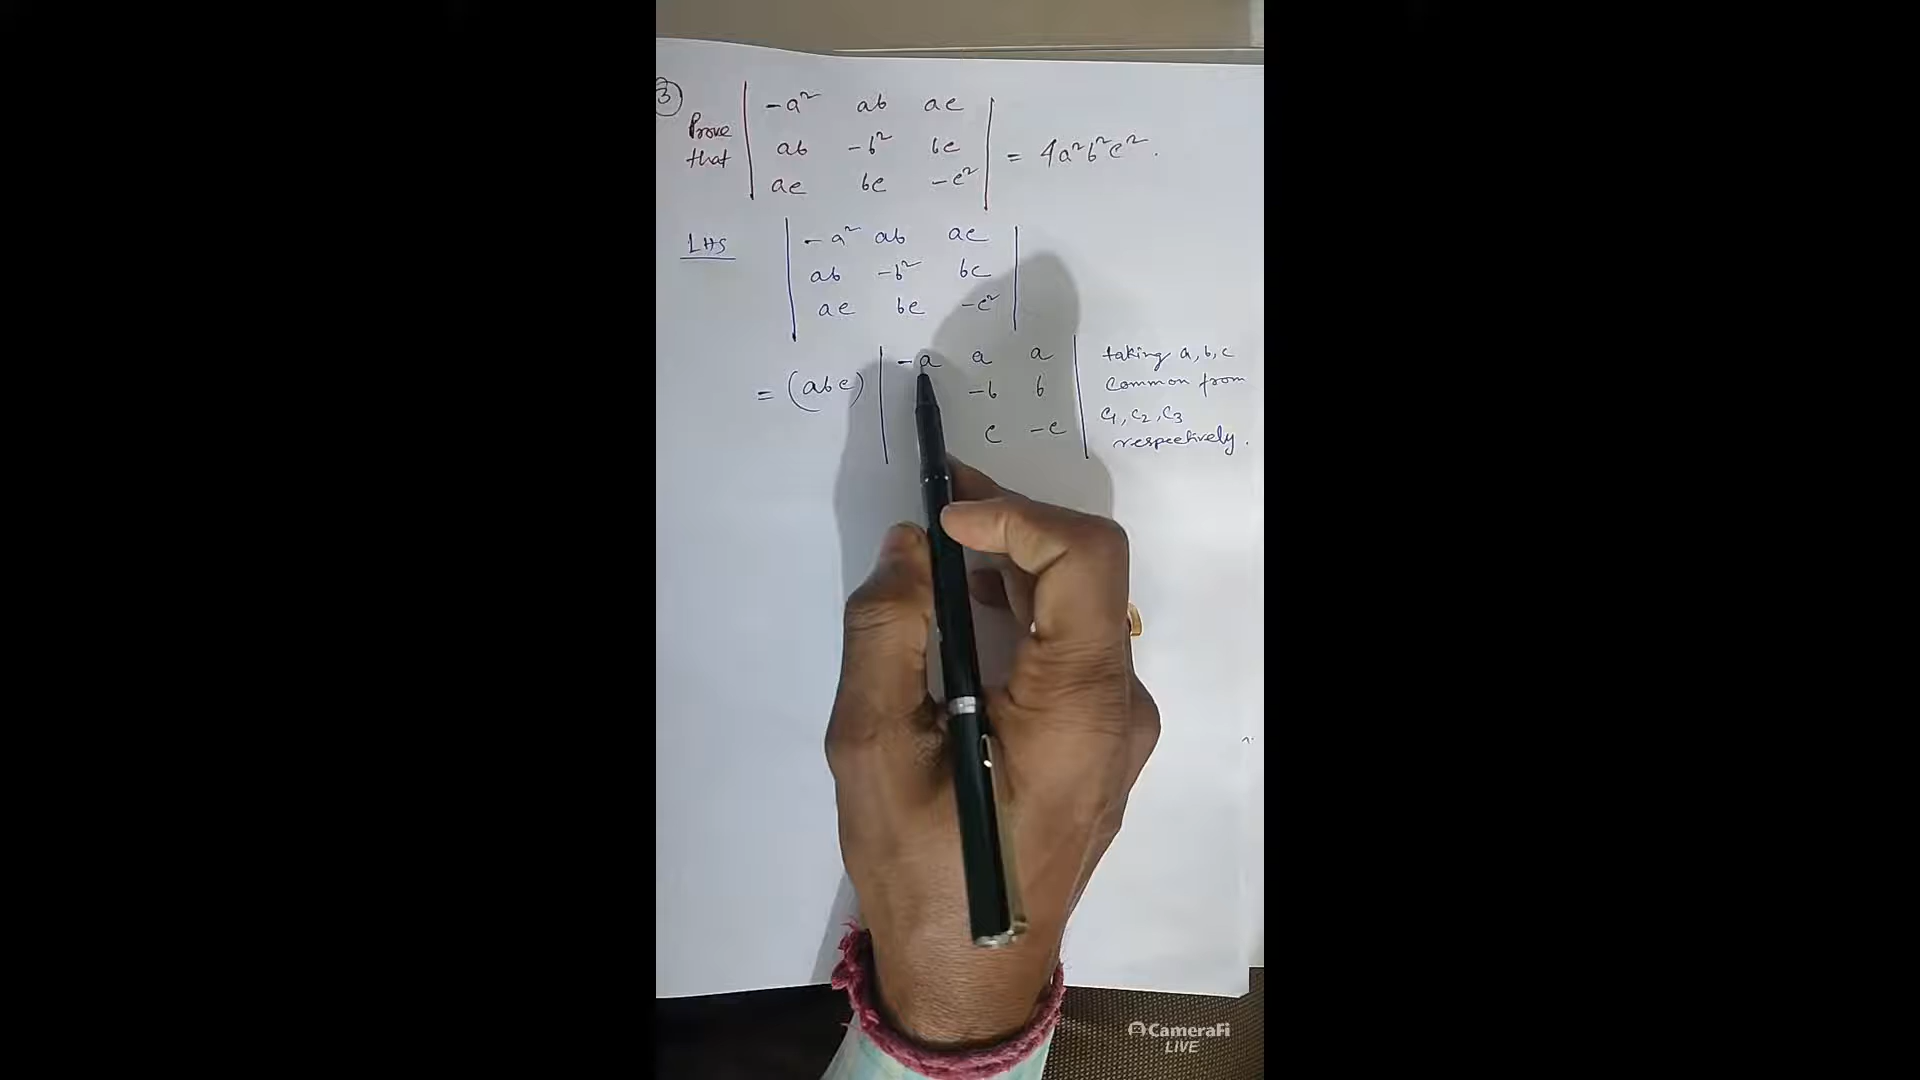 3
Prove that | -a² ab ac |
| ab -b² bc | = 4a²b²c².
| ac bc -c² |
LHS | -a² ab ac |
| ab -b² bc |
| ac bc -c² |
= (abc) | -a a a | taking a, b, c
| -b b | common from
| c -c | C1, C2, C3
respectively.
CameraFi
LIVE